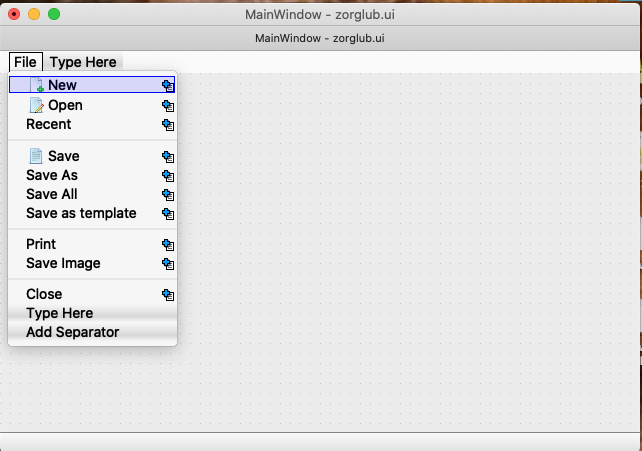 MainWindow - zorglub.ui
MainWindow - zorglub.ui
File Type Here
New
Open
Recent
Save
Save As
Save All
Save as template
Print
Save Image
Close
Type Here
Add Separator